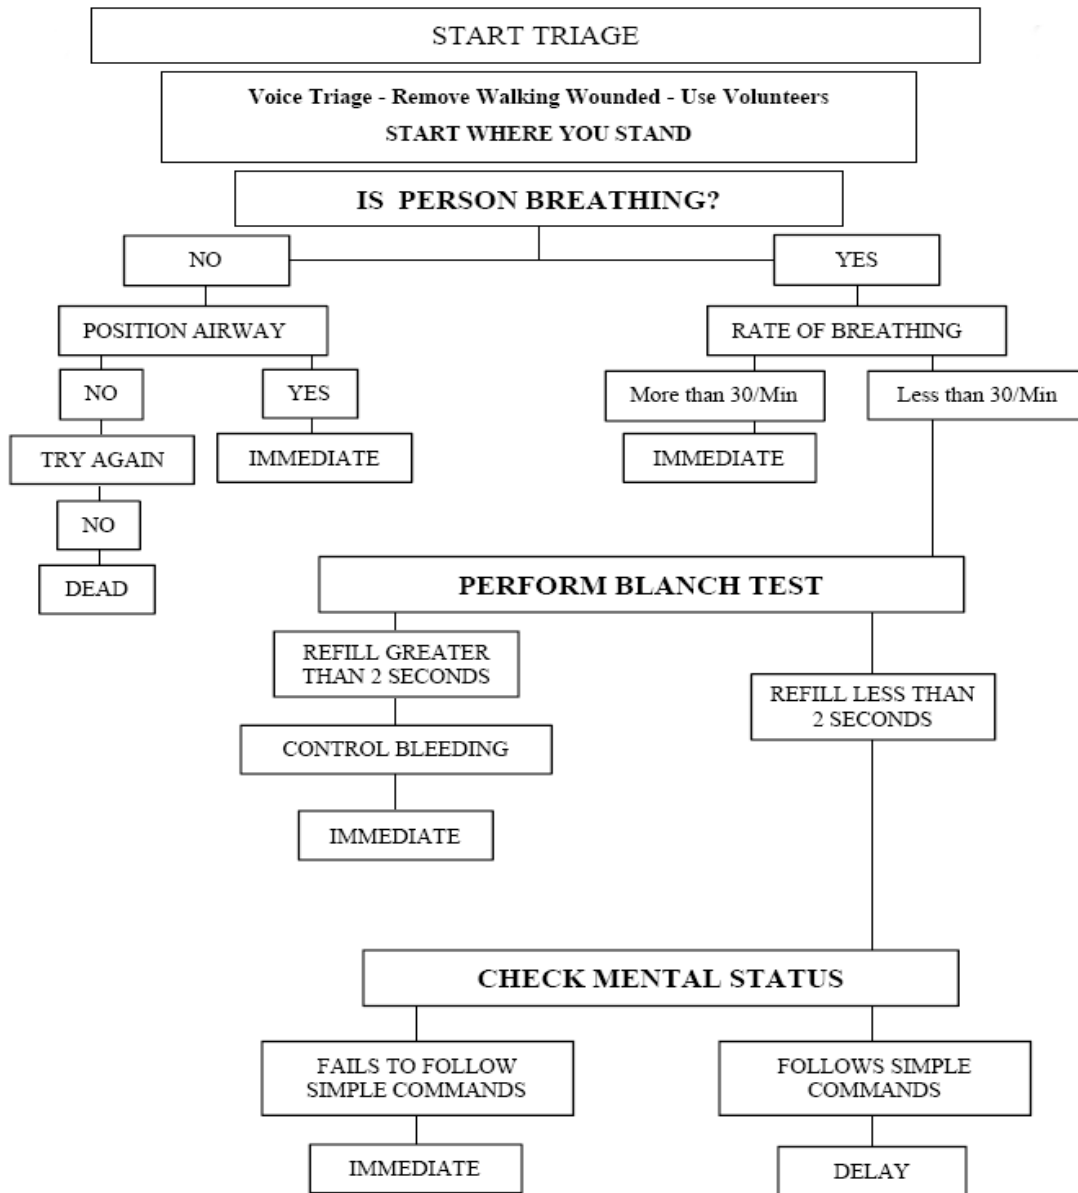 START TRIAGE
Voice Triage - Remove Walking Wounded - Use Volunteers
START WHERE YOU STAND
IS PERSON BREATHING?
NO
YES
POSITION AIRWAY
RATE OF BREATHING
NO
YES
More than 30/Min
Less than 30/Min
TRY AGAIN
IMMEDIATE
IMMEDIATE
NO
DEAD
PERFORM BLANCH TEST
REFILL GREATER
THAN 2 SECONDS
REFILL LESS THAN
2 SECONDS
CONTROL BLEEDING
IMMEDIATE
CHECK MENTAL STATUS
FAILS TO FOLLOW
SIMPLE COMMANDS
FOLLOWS SIMPLE
COMMANDS
IMMEDIATE
DELAY